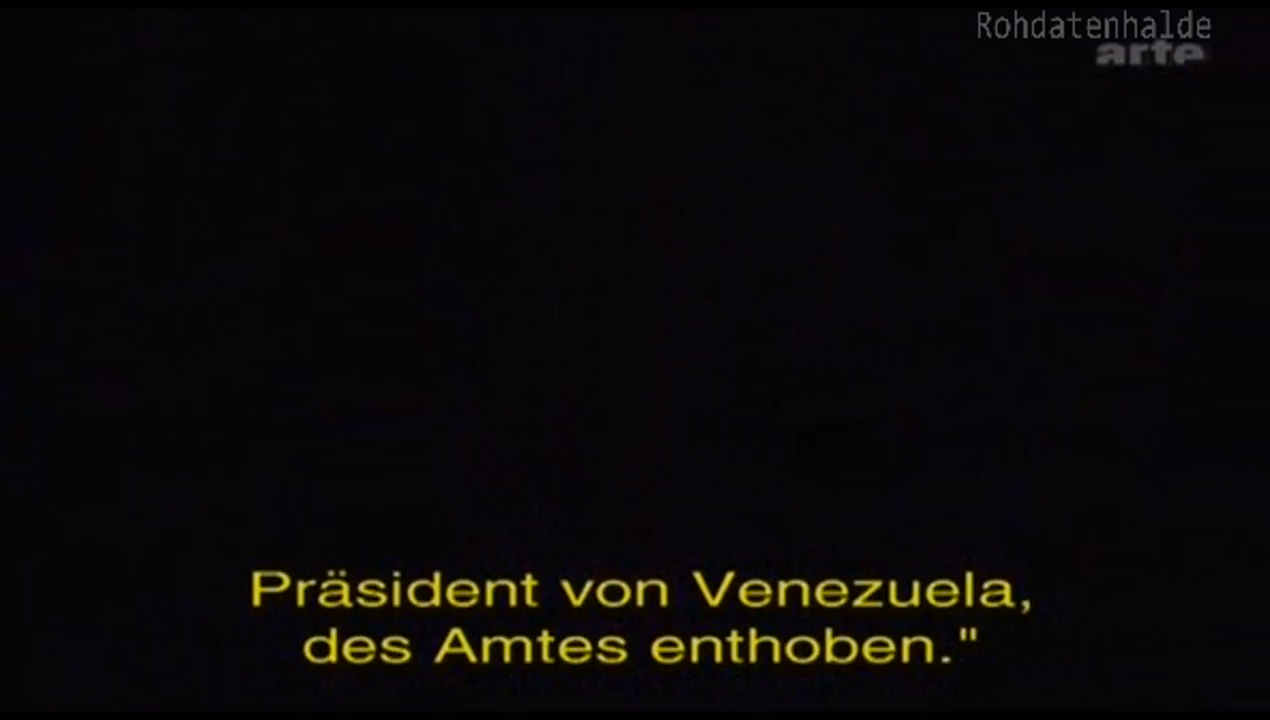 Rohdatenhalde
arte
Präsident von Venezuela,
des Amtes enthoben."